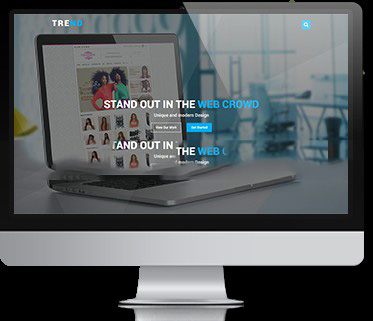 TREND
STAND OUT IN THE WEB CROWD
Unique and modern Design
View Our Work Get Started
AND OUT IN THE WEB
Unique and modern Design